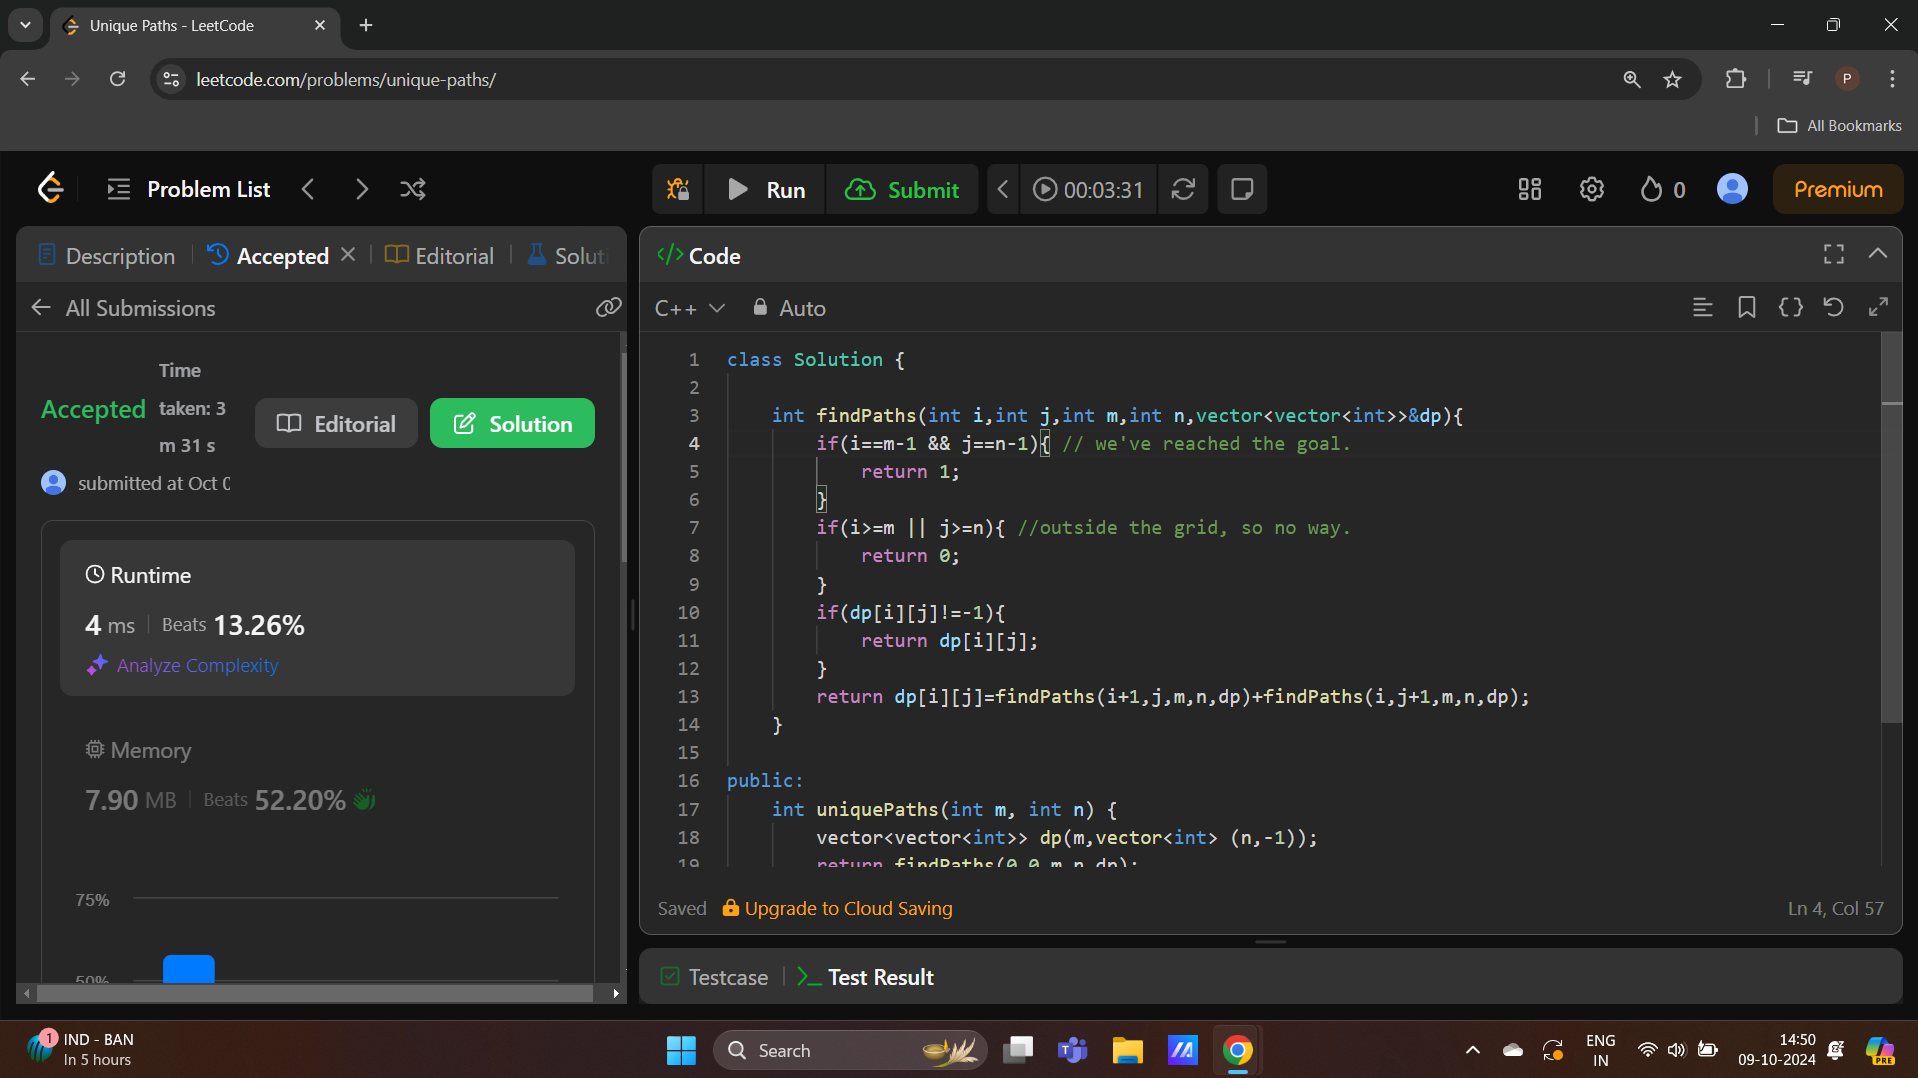 Unique Paths - LeetCode
leetcode.com/problems/unique-paths/
P
All Bookmarks
Problem List
Run
Submit
00:03:31
0
Premium
Description
Accepted
Editorial
Soluti
All Submissions
Accepted
Time
taken: 3
m 31 s
Editorial
Solution
submitted at Oct 0
Runtime
4 ms
Beats 13.26%
Analyze Complexity
Memory
7.90 MB
Beats 52.20%
75%
50%
Code
C++
Auto
1 class Solution {
2
3 int findPaths(int i,int j,int m,int n,vector<vector<int>>&dp){
4 if(i==m-1 && j==n-1){ // we've reached the goal.
5 return 1;
6 }
7 if(i>=m || j>=n){ //outside the grid, so no way.
8 return 0;
9 }
10 if(dp[i][j]!=-1){
11 return dp[i][j];
12 }
13 return dp[i][j]=findPaths(i+1,j,m,n,dp)+findPaths(i,j+1,m,n,dp);
14 }
15
16 public:
17 int uniquePaths(int m, int n) {
18 vector<vector<int>> dp(m,vector<int> (n,-1));
19 return findPaths(0,0,m,n,dp);
Saved
Upgrade to Cloud Saving
Ln 4, Col 57
Testcase
Test Result
1
IND - BAN
In 5 hours
Search
ENG
IN
14:50
09-10-2024
PRE